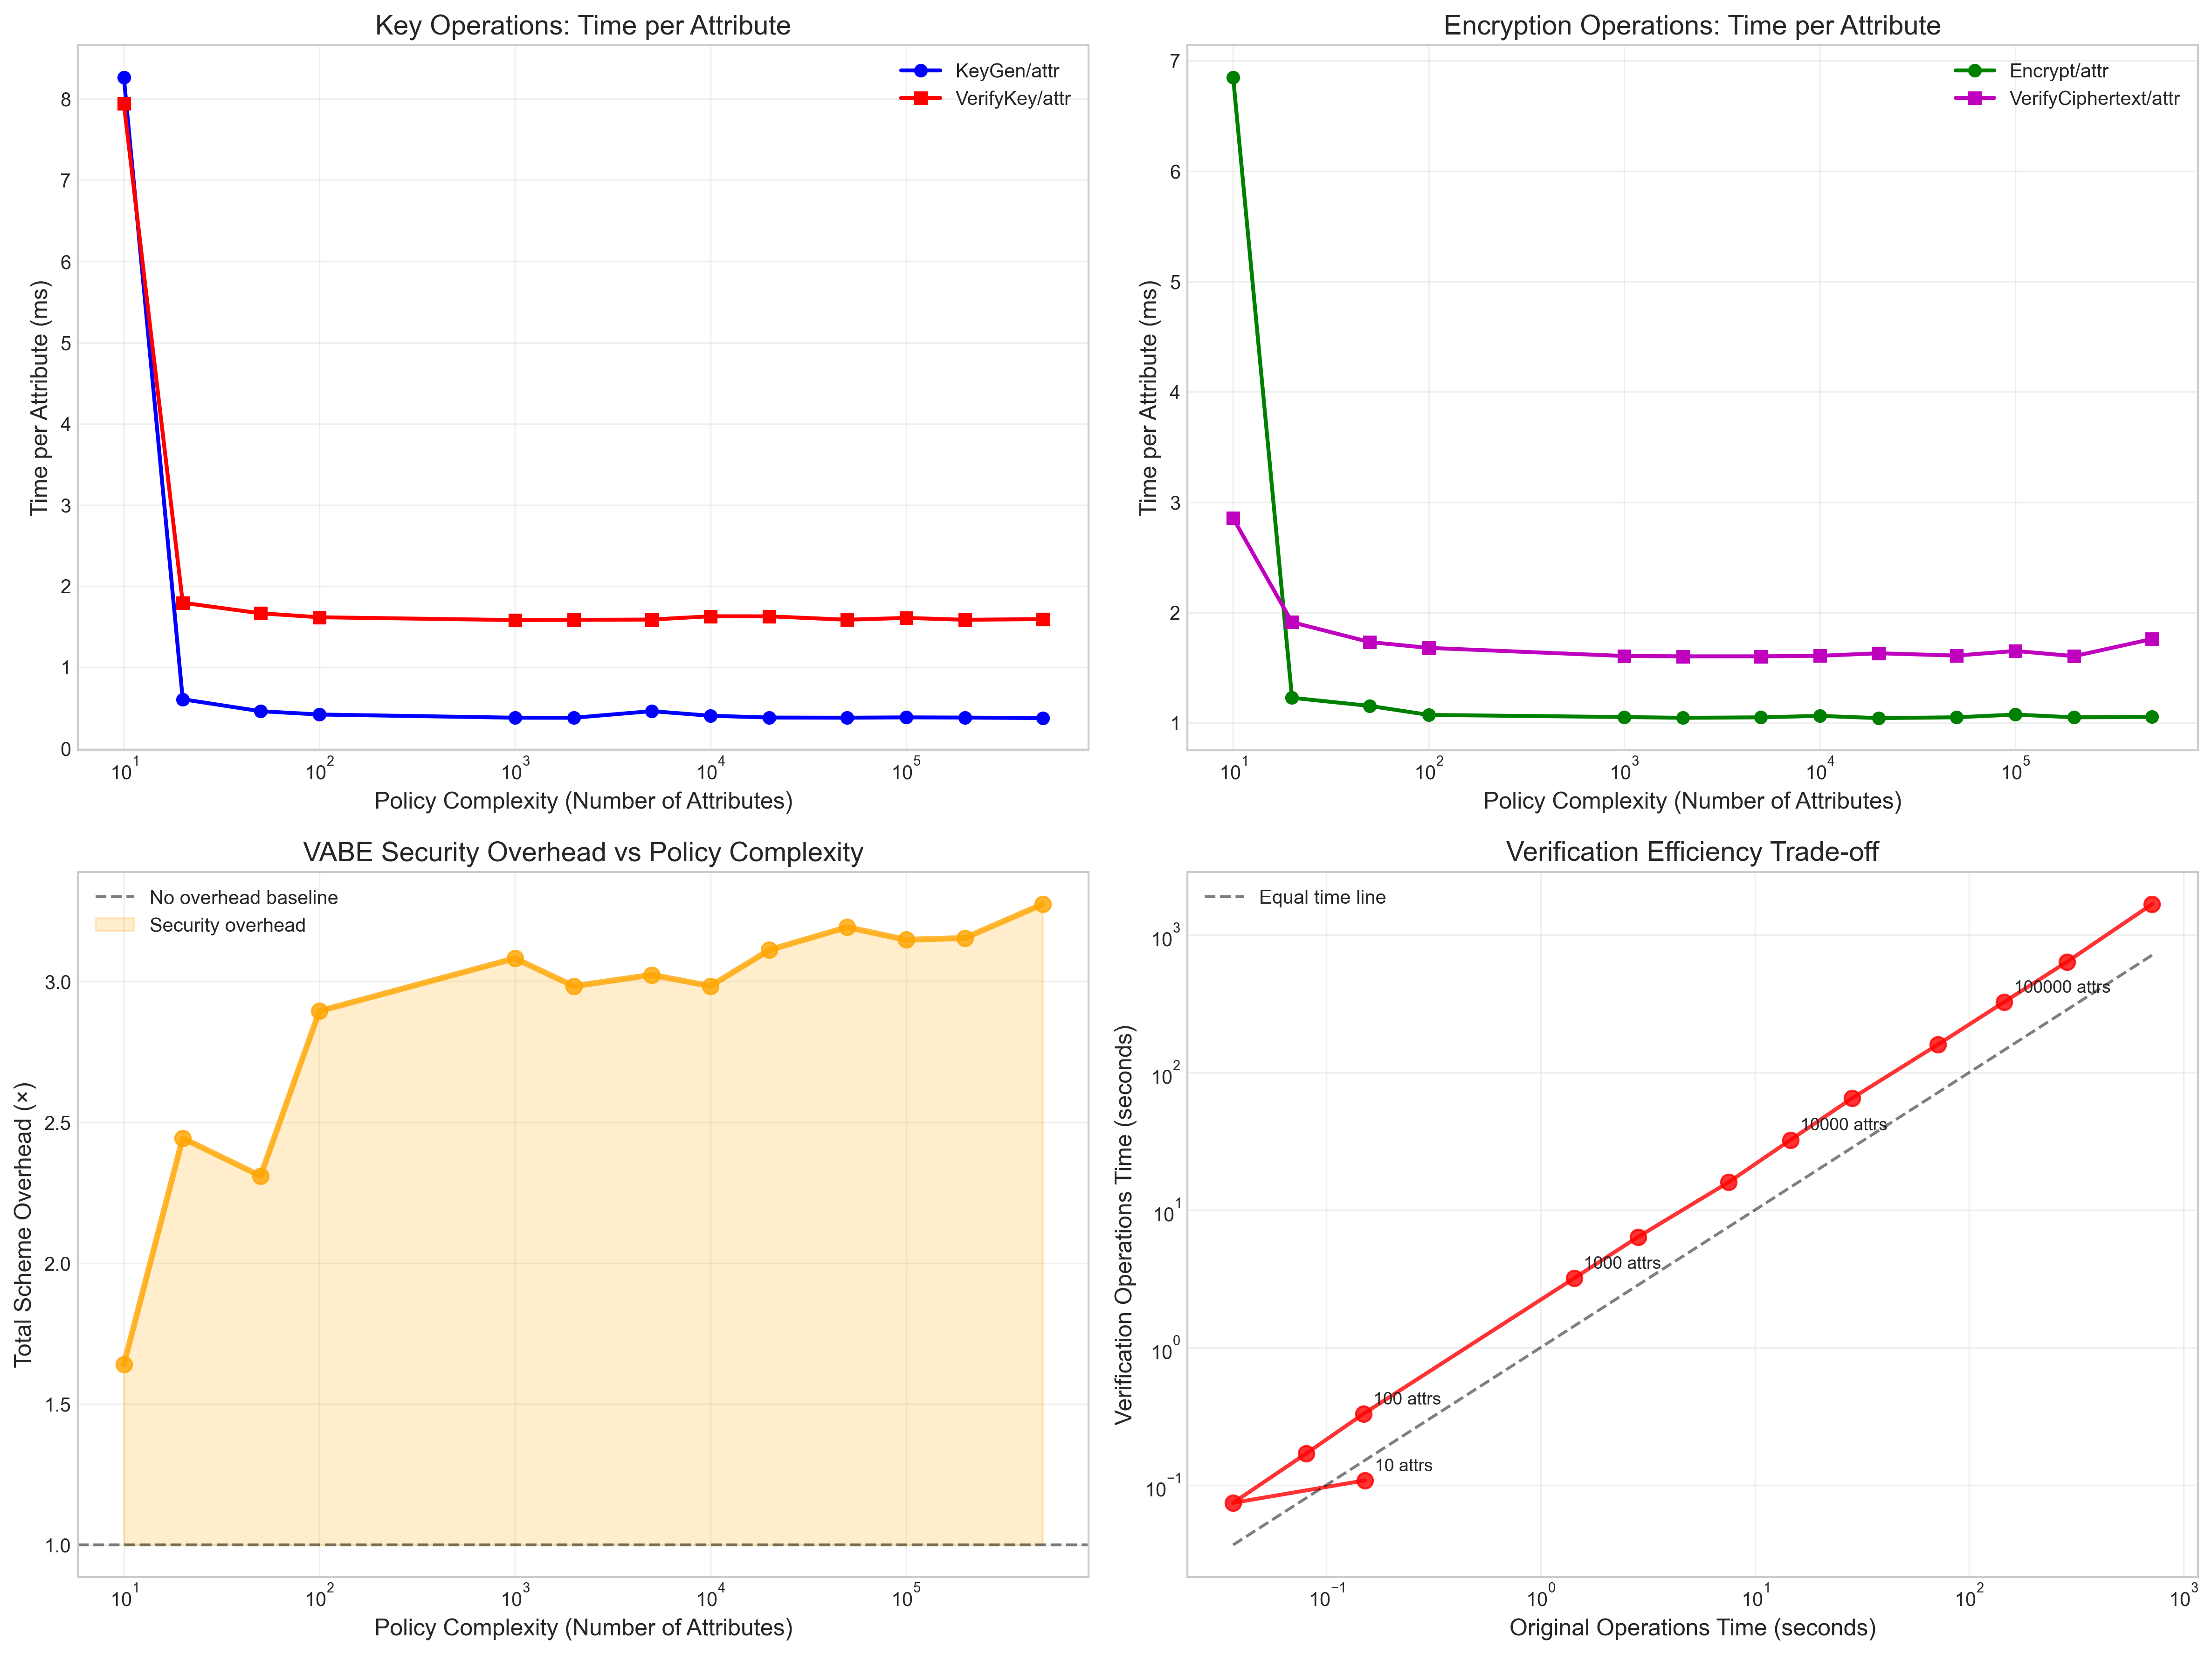 Key Operations: Time per Attribute
KeyGen/attr
VerifyKey/attr
Time per Attribute (ms)
8
7
6
5
4
3
2
1
0
10^1
10^2
10^3
10^4
10^5
Policy Complexity (Number of Attributes)
Encryption Operations: Time per Attribute
Encrypt/attr
VerifyCiphertext/attr
Time per Attribute (ms)
7
6
5
4
3
2
1
10^1
10^2
10^3
10^4
10^5
Policy Complexity (Number of Attributes)
VABE Security Overhead vs Policy Complexity
No overhead baseline
Security overhead
Total Scheme Overhead (×)
3.0
2.5
2.0
1.5
1.0
10^1
10^2
10^3
10^4
10^5
Policy Complexity (Number of Attributes)
Verification Efficiency Trade-off
Equal time line
Verification Operations Time (seconds)
10^3
10^2
10^1
10^0
10^−1
100000 attrs
10000 attrs
1000 attrs
100 attrs
10 attrs
10^−1
10^0
10^1
10^2
10^3
Original Operations Time (seconds)